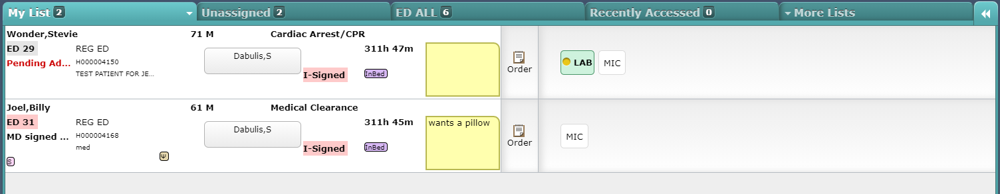 My List 2 Unassigned 2 ED ALL 6 Recently Accessed 0 More Lists
Wonder,Stevie 71 M Cardiac Arrest/CPR
ED 29 REG ED Dabulis,S 311h 47m
Pending Ad... H000004150 Order LAB MIC
TEST PATIENT FOR JE... I-Signed InBed
Joel,Billy 61 M Medical Clearance
ED 31 REG ED Dabulis,S 311h 45m wants a pillow
MD signed ... H000004168 Order MIC
med I-Signed InBed
S Ψ